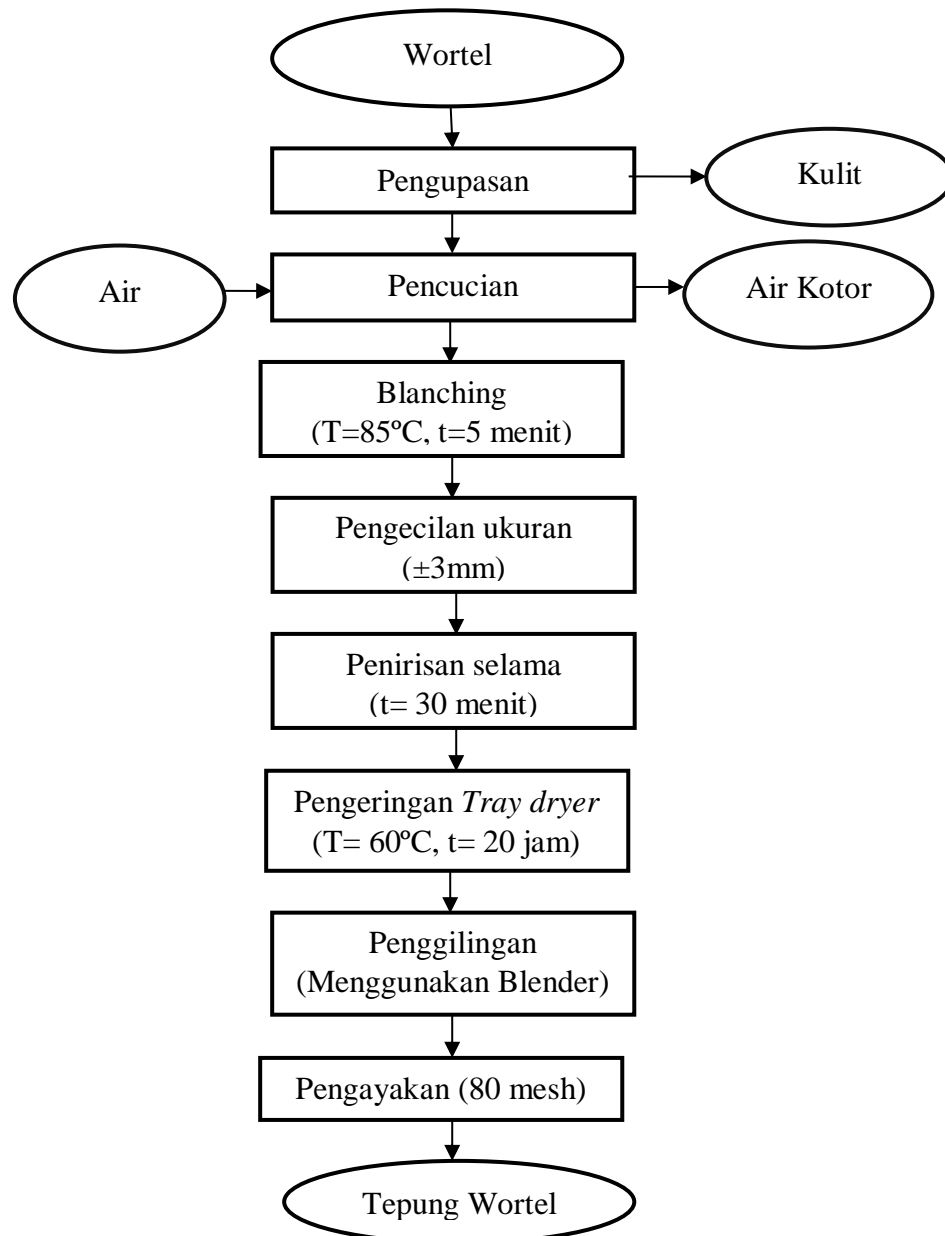 Wortel
Pengupasan
Kulit
Air
Pencucian
Air Kotor
Blanching
(T=85ºC, t=5 menit)
Pengecilan ukuran
(±3mm)
Penirisan selama
(t= 30 menit)
Pengeringan Tray dryer
(T= 60ºC, t= 20 jam)
Penggilingan
(Menggunakan Blender)
Pengayakan (80 mesh)
Tepung Wortel